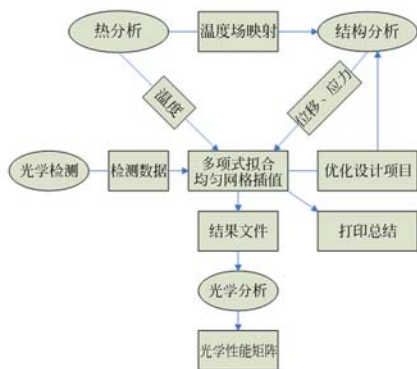 热分析
温度场映射
结构分析
温度
位移、应力
光学检测
检测数据
多项式拟合
均匀网格插值
优化设计项目
结果文件
打印总结
光学分析
光学性能矩阵